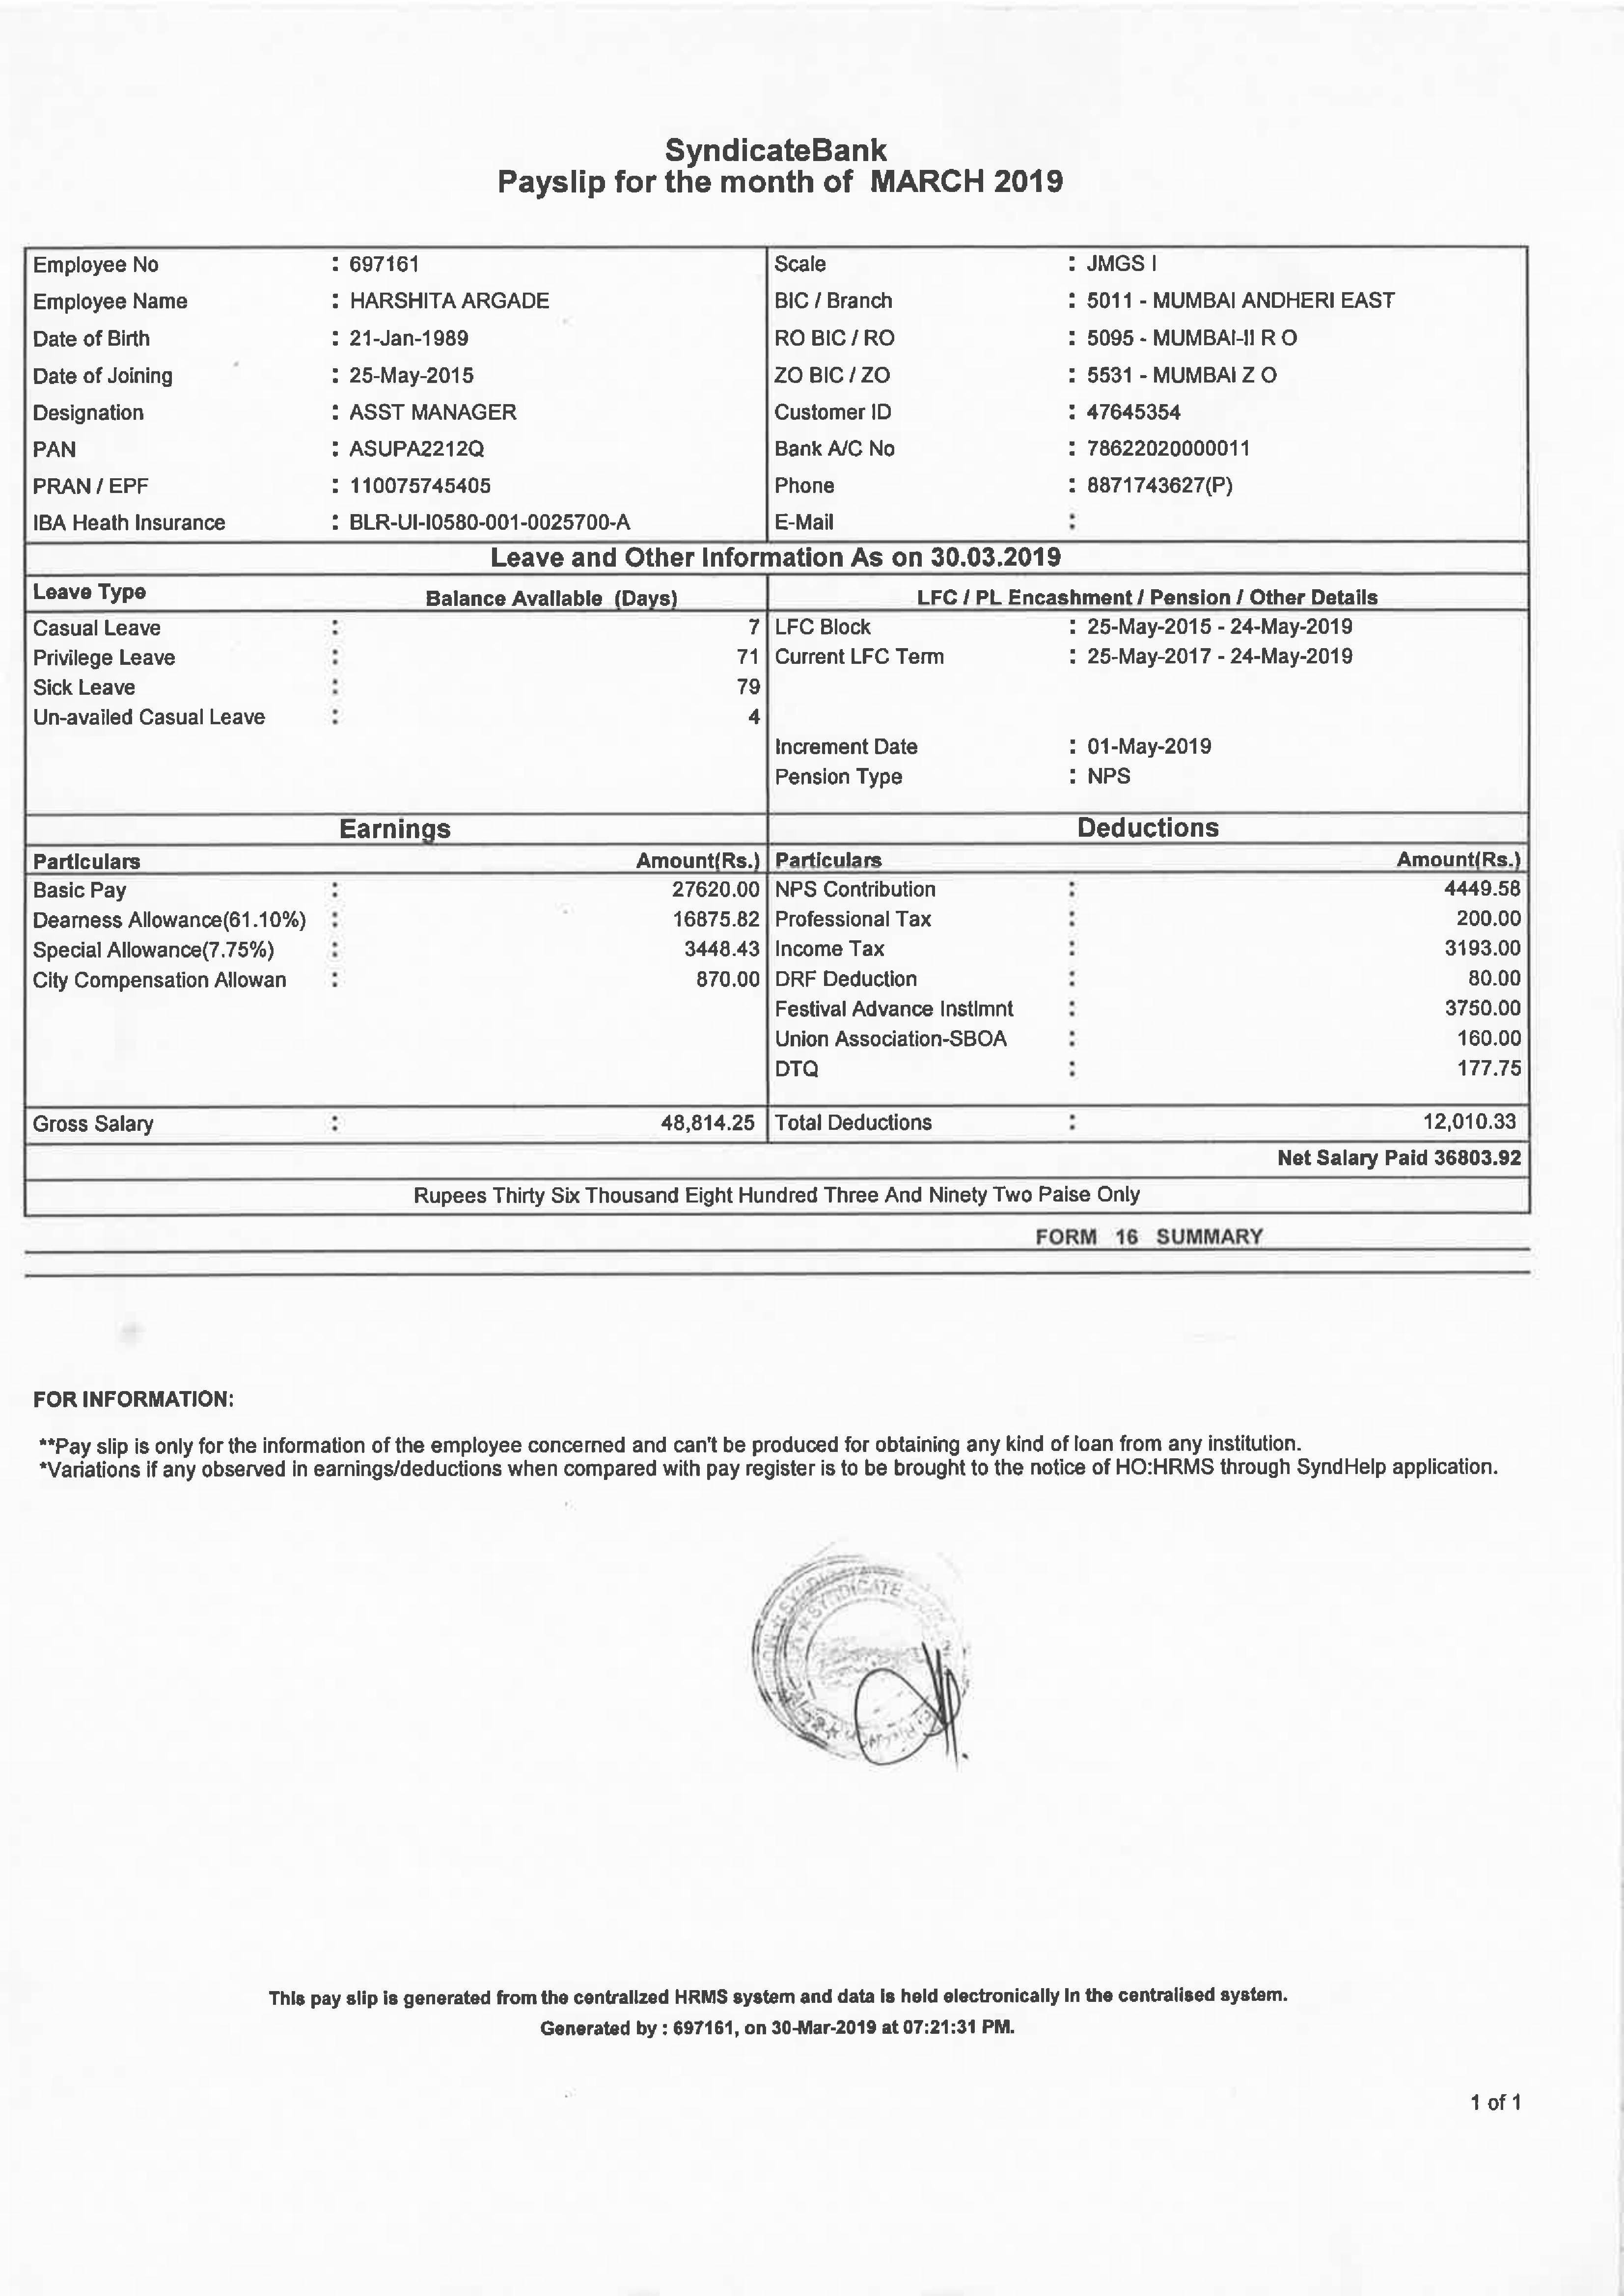 SyndicateBank
Payslip for the month of MARCH 2019
Employee No : 697161 Scale : JMGS I
Employee Name : HARSHITA ARGADE BIC / Branch : 5011 - MUMBAI ANDHERI EAST
Date of Birth : 21-Jan-1989 RO BIC / RO : 5095 - MUMBAI-II R O
Date of Joining : 25-May-2015 ZO BIC / ZO : 5531 - MUMBAI Z O
Designation : ASST MANAGER Customer ID : 47645354
PAN : ASUPA2212Q Bank A/C No : 78622020000011
PRAN / EPF : 110075745405 Phone : 8871743627(P)
IBA Heath Insurance : BLR-UI-I0580-001-0025700-A E-Mail :
Leave and Other Information As on 30.03.2019
Leave Type Balance Available (Days) LFC / PL Encashment / Pension / Other Details
Casual Leave : 7 LFC Block : 25-May-2015 - 24-May-2019
Privilege Leave : 71 Current LFC Term : 25-May-2017 - 24-May-2019
Sick Leave : 79
Un-availed Casual Leave : 4
Increment Date : 01-May-2019
Pension Type : NPS
Earnings Deductions
Particulars Amount(Rs.) Particulars Amount(Rs.)
Basic Pay : 27620.00 NPS Contribution : 4449.58
Dearness Allowance(61.10%) : 16875.82 Professional Tax : 200.00
Special Allowance(7.75%) : 3448.43 Income Tax : 3193.00
City Compensation Allowan : 870.00 DRF Deduction : 80.00
Festival Advance Instlmnt : 3750.00
Union Association-SBOA : 160.00
DTQ : 177.75
Gross Salary : 48,814.25 Total Deductions : 12,010.33
Net Salary Paid 36803.92
Rupees Thirty Six Thousand Eight Hundred Three And Ninety Two Paise Only
FORM 16 SUMMARY
FOR INFORMATION:
**Pay slip is only for the information of the employee concerned and can't be produced for obtaining any kind of loan from any institution.
*Variations if any observed in earnings/deductions when compared with pay register is to be brought to the notice of HO:HRMS through SyndHelp application.
SYNDICATE
This pay slip is generated from the centralized HRMS system and data is held electronically in the centralised system.
Generated by : 697161, on 30-Mar-2019 at 07:21:31 PM.
1 of 1